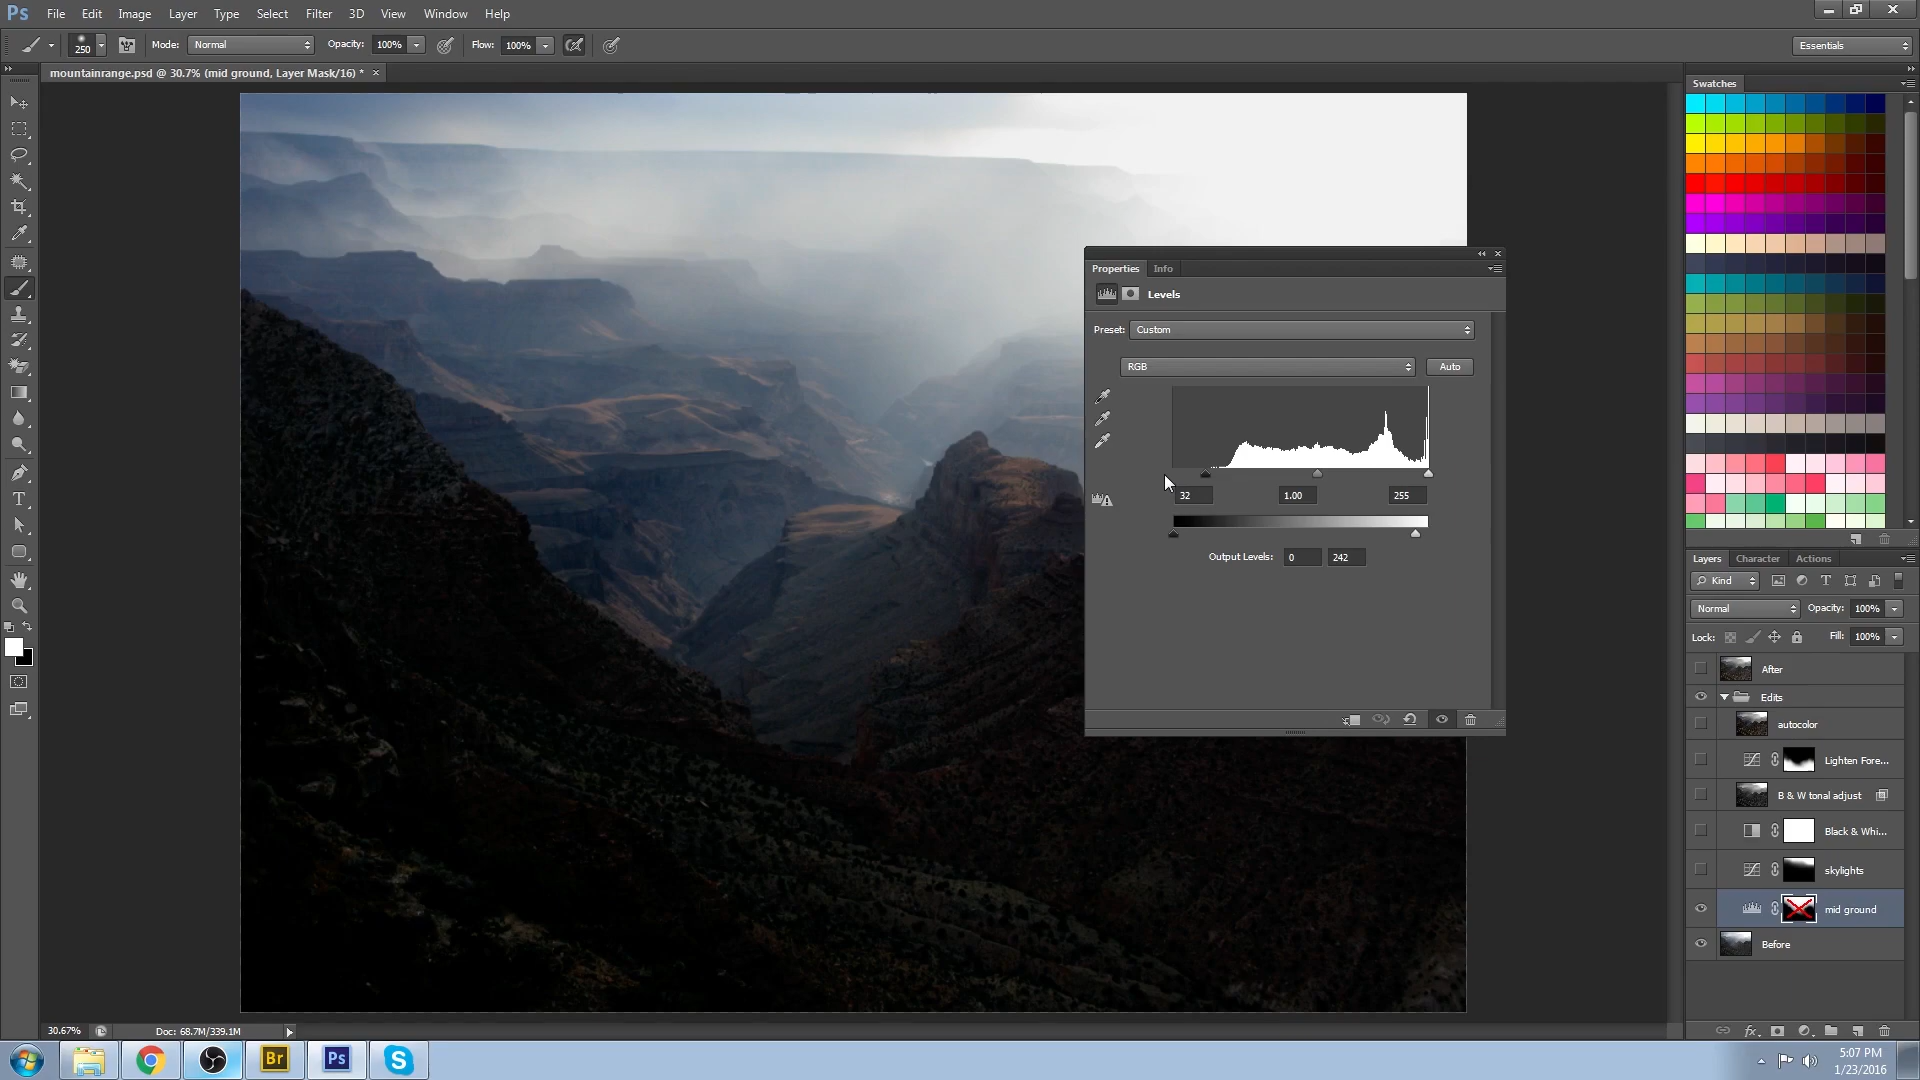 Ps File Edit Image Layer Type Select Filter 3D View Window Help
250 Mode: Normal Opacity: 100% Flow: 100% Essentials
mountainrange.psd @ 30.7% (mid ground, Layer Mask/16) *
Swatches
Properties Info
Levels
Preset: Custom
RGB Auto
32 1.00 255
Output Levels: 0 242
Layers Character Actions
Kind
Normal Opacity: 100%
Lock: Fill: 100%
After
Edits
autocolor
Lighten Fore...
B & W tonal adjust
Black & Whi...
skylights
mid ground
Before
30.67% Doc: 68.7M/339.1M
Br Ps
5:07 PM
1/23/2016